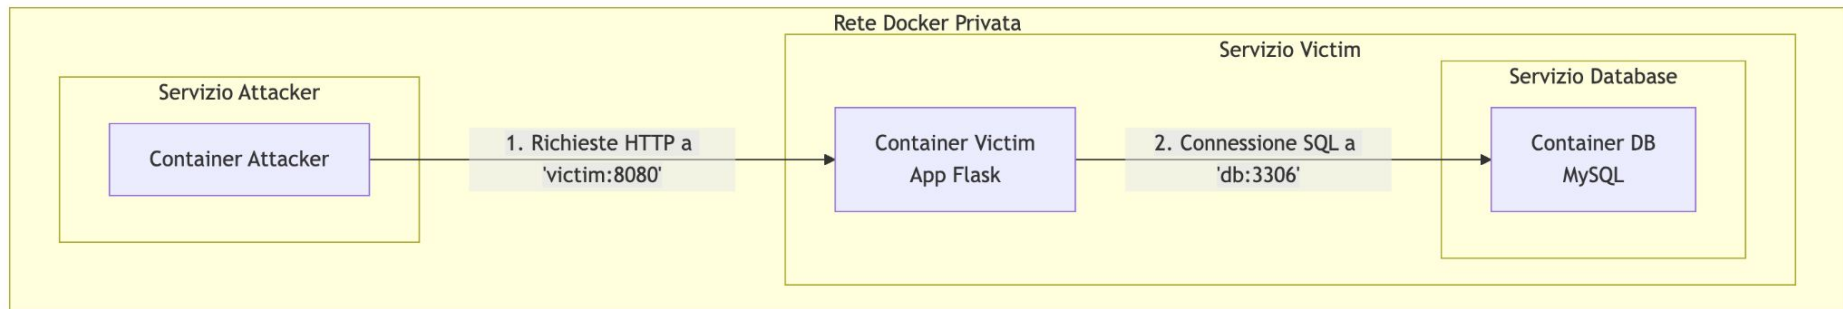 Rete Docker Privata
Servizio Victim
Servizio Database
Servizio Attacker
Container Attacker
1. Richieste HTTP a
'victim:8080'
Container Victim
App Flask
2. Connessione SQL a
'db:3306'
Container DB
MySQL